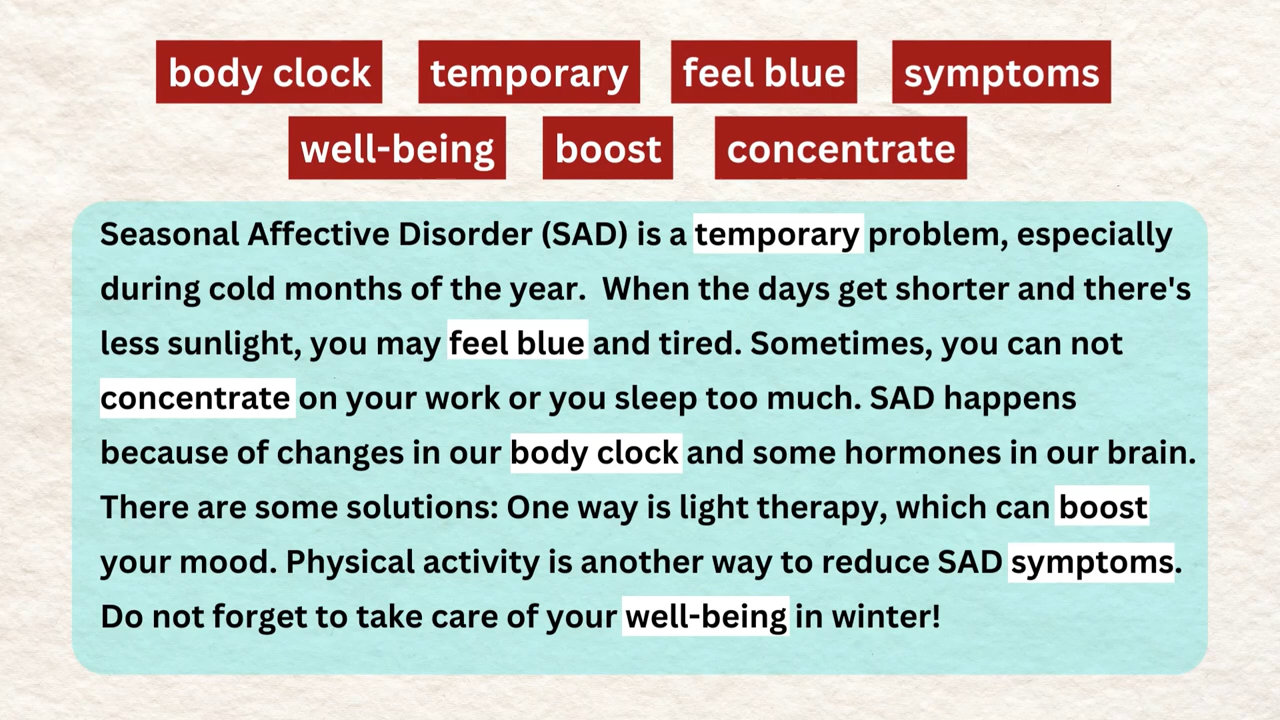 body clock temporary feel blue symptoms
well-being boost concentrate
Seasonal Affective Disorder (SAD) is a temporary problem, especially
during cold months of the year.  When the days get shorter and there's
less sunlight, you may feel blue and tired. Sometimes, you can not
concentrate on your work or you sleep too much. SAD happens
because of changes in our body clock and some hormones in our brain.
There are some solutions: One way is light therapy, which can boost
your mood. Physical activity is another way to reduce SAD symptoms.
Do not forget to take care of your well-being in winter!